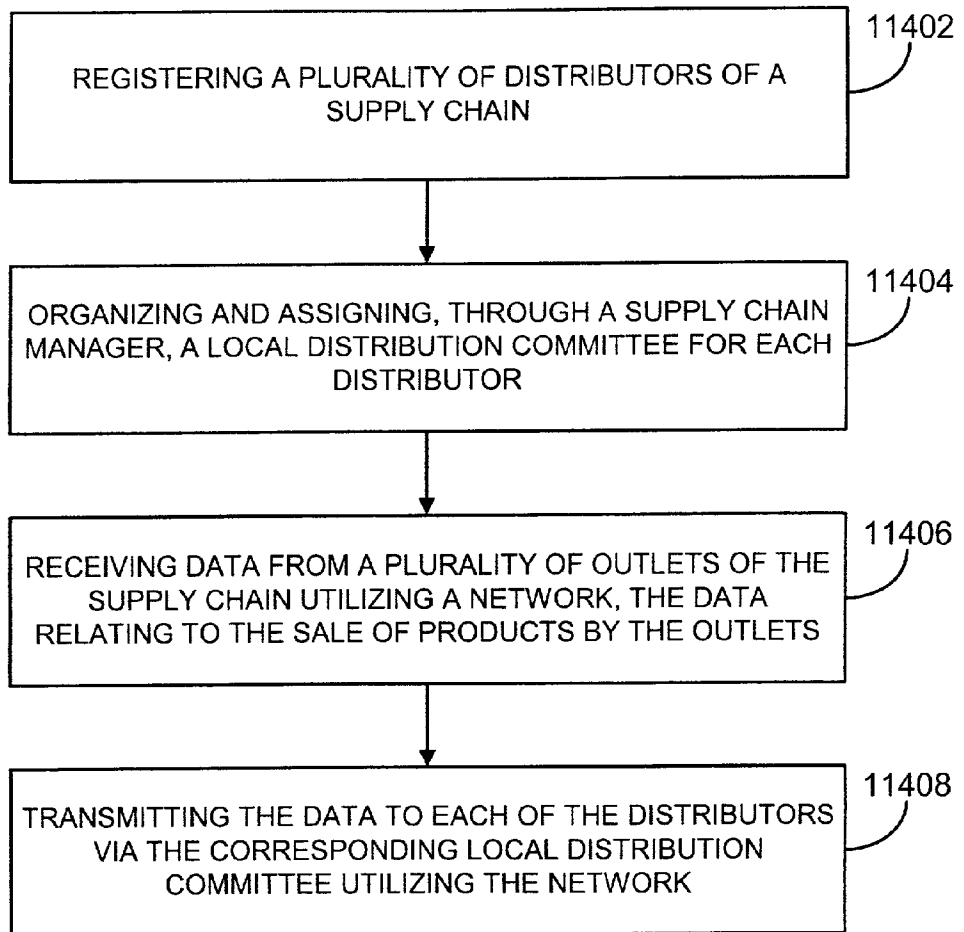 11402
REGISTERING A PLURALITY OF DISTRIBUTORS OF A
SUPPLY CHAIN
11404
ORGANIZING AND ASSIGNING, THROUGH A SUPPLY CHAIN
MANAGER, A LOCAL DISTRIBUTION COMMITTEE FOR EACH
DISTRIBUTOR
11406
RECEIVING DATA FROM A PLURALITY OF OUTLETS OF THE
SUPPLY CHAIN UTILIZING A NETWORK, THE DATA
RELATING TO THE SALE OF PRODUCTS BY THE OUTLETS
11408
TRANSMITTING THE DATA TO EACH OF THE DISTRIBUTORS
VIA THE CORRESPONDING LOCAL DISTRIBUTION
COMMITTEE UTILIZING THE NETWORK